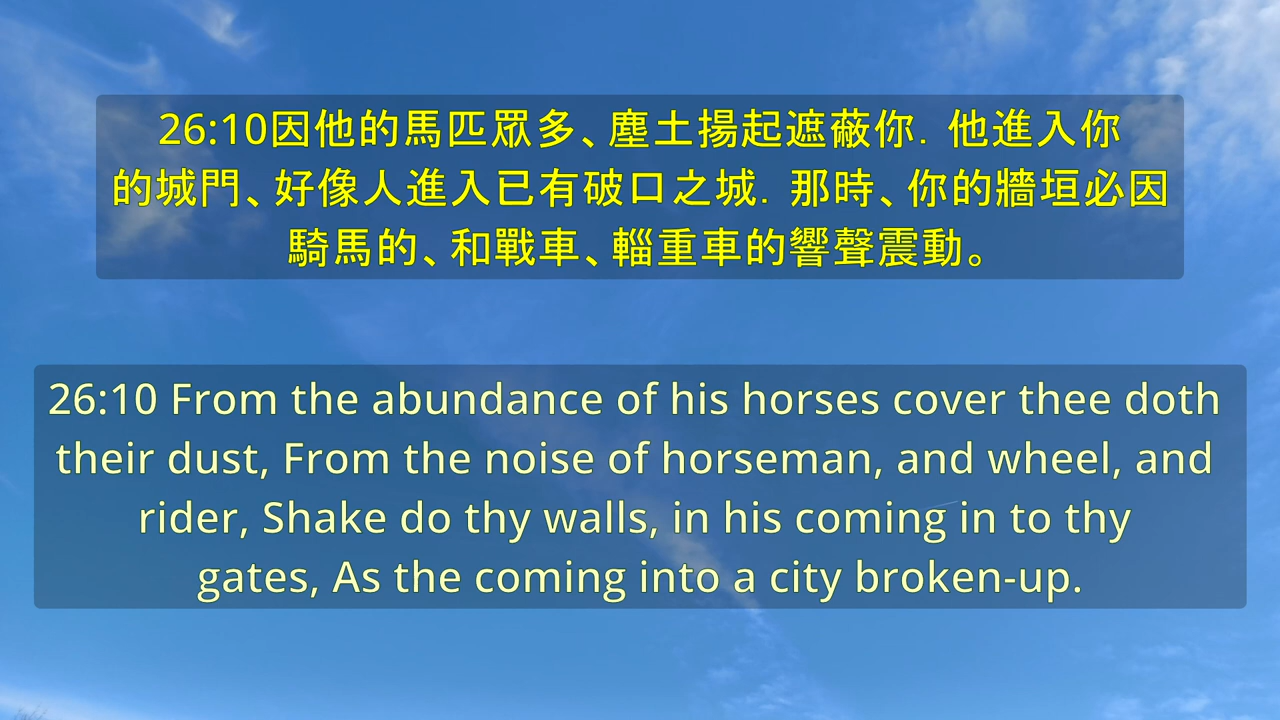 26:10因他的馬匹眾多、塵土揚起遮蔽你．他進入你
的城門、好像人進入已有破口之城．那時、你的牆垣必因
騎馬的、和戰車、輜重車的響聲震動。
26:10 From the abundance of his horses cover thee doth
their dust, From the noise of horseman, and wheel, and
rider, Shake do thy walls, in his coming in to thy
gates, As the coming into a city broken-up.